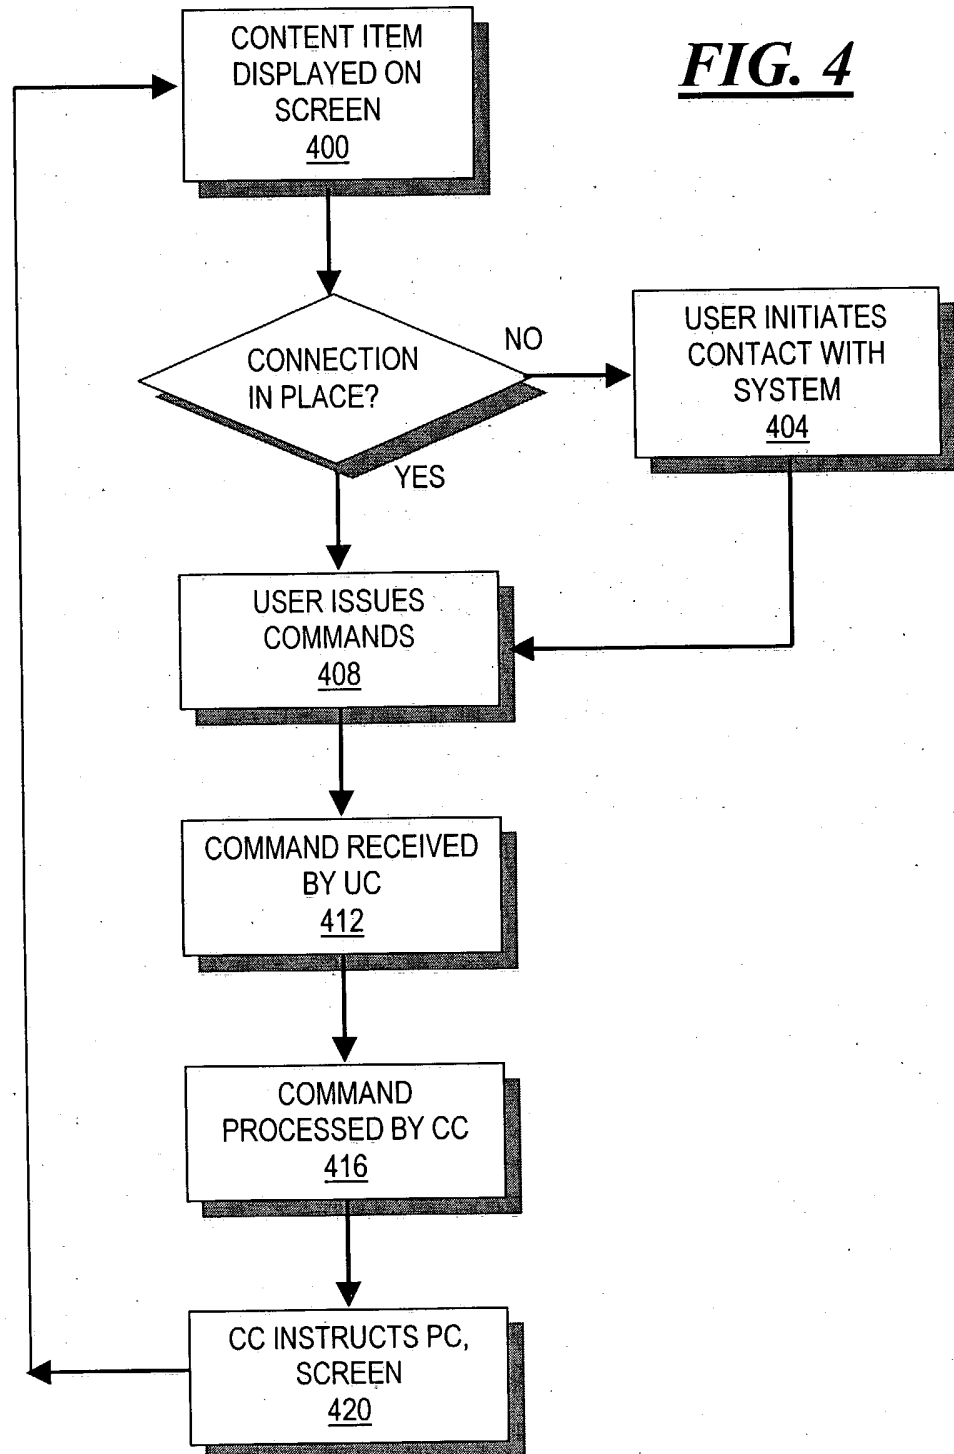 FIG. 4
CONTENT ITEM
DISPLAYED ON
SCREEN
400
CONNECTION
IN PLACE?
NO
USER INITIATES
CONTACT WITH
SYSTEM
404
YES
USER ISSUES
COMMANDS
408
COMMAND RECEIVED
BY UC
412
COMMAND
PROCESSED BY CC
416
CC INSTRUCTS PC,
SCREEN
420